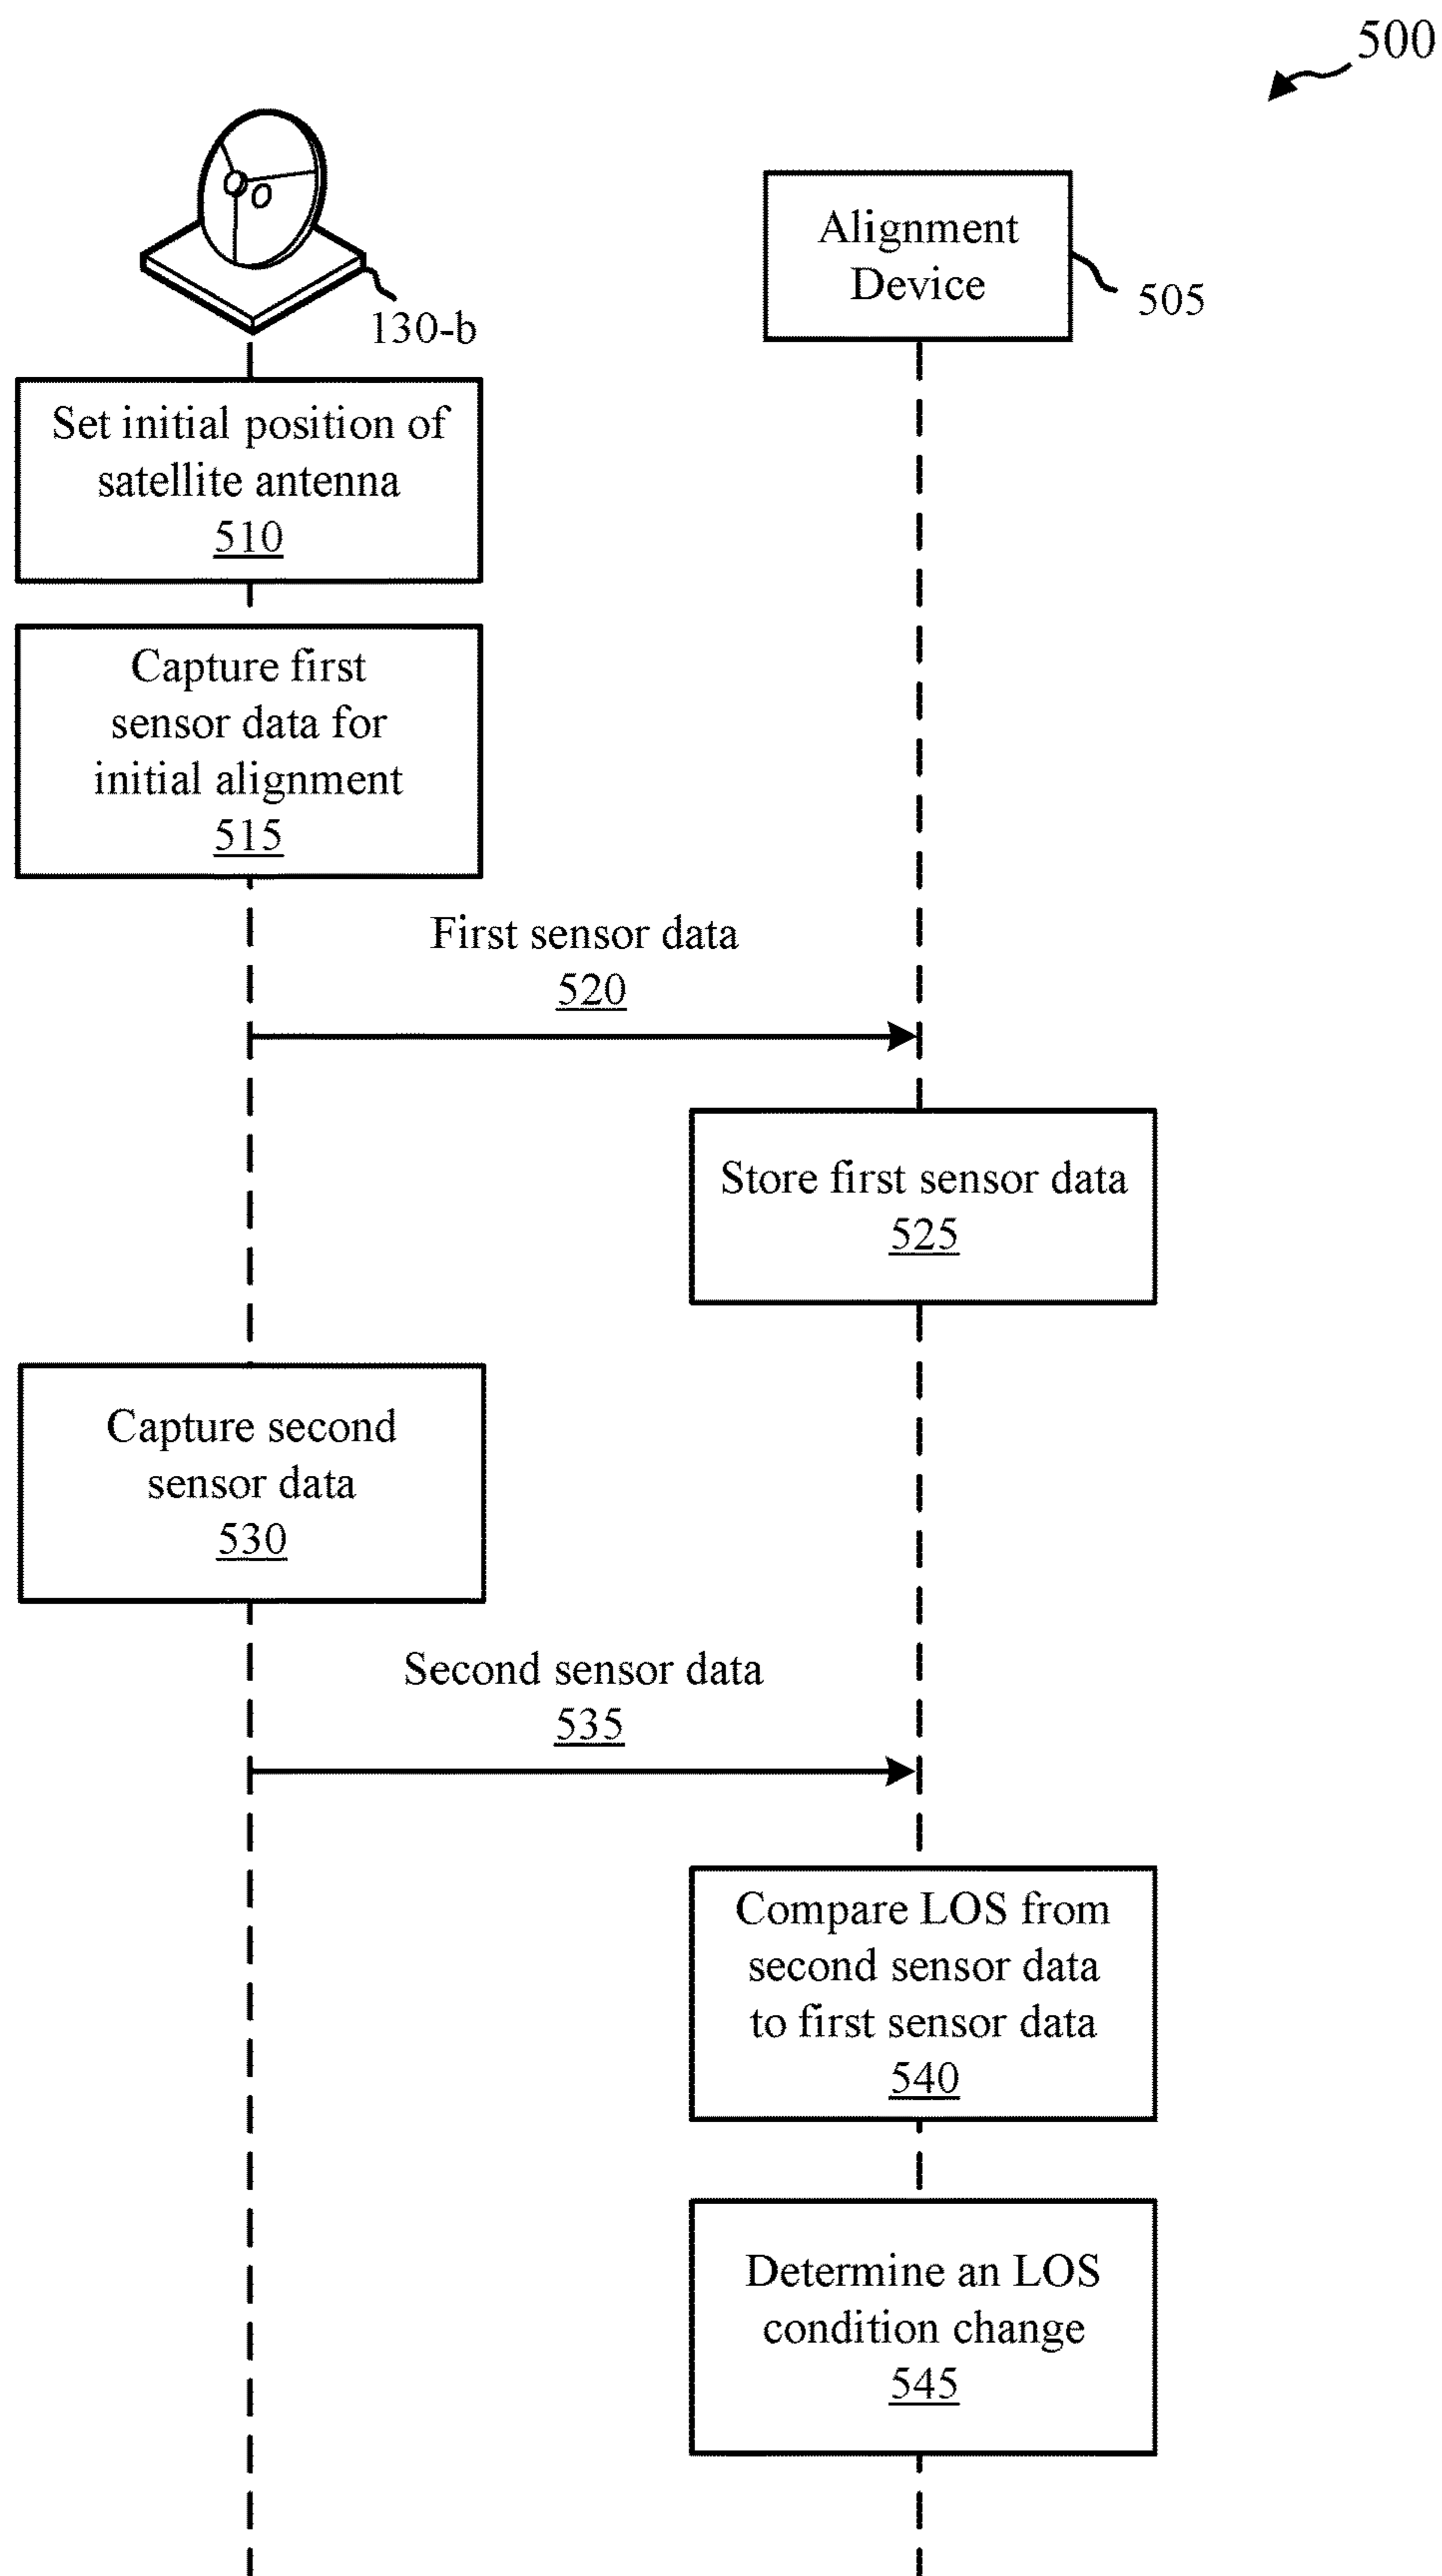 500
Alignment
Device
505
130-b
Set initial position of
satellite antenna
510
Capture first
sensor data for
initial alignment
515
First sensor data
520
Store first sensor data
525
Capture second
sensor data
530
Second sensor data
535
Compare LOS from
second sensor data
to first sensor data
540
Determine an LOS
condition change
545